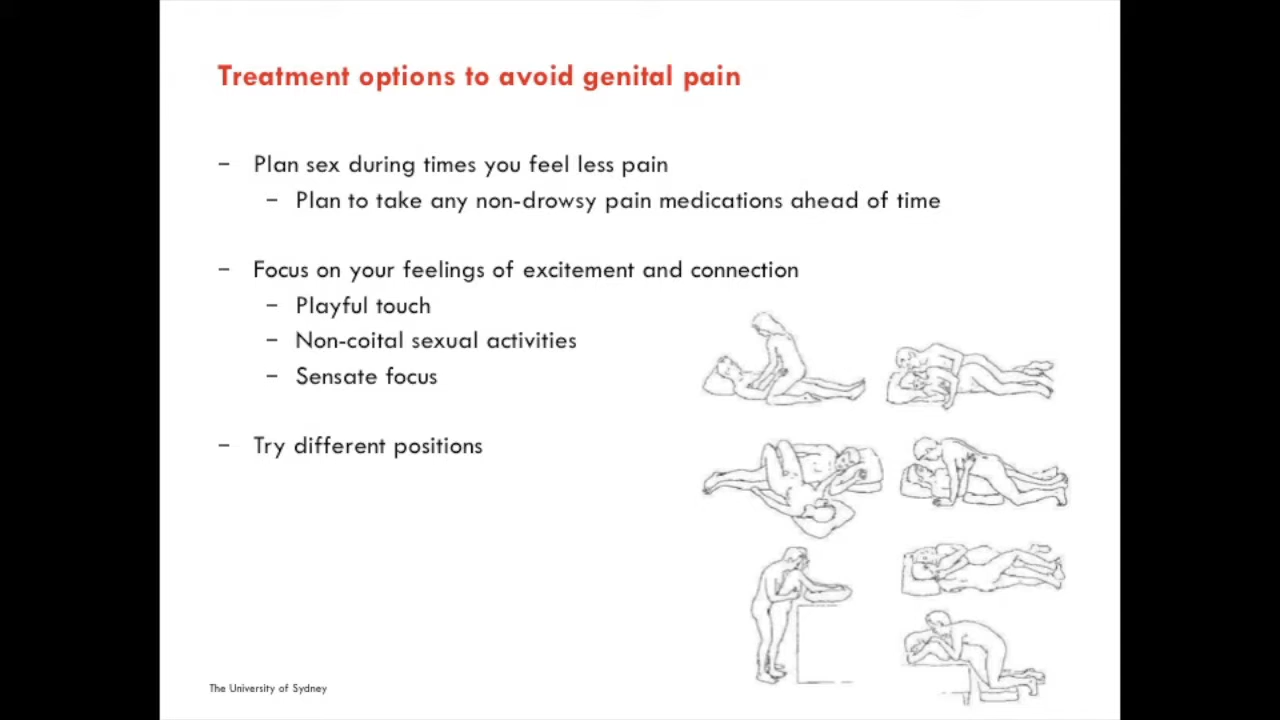 Treatment options to avoid genital pain
– Plan sex during times you feel less pain
– Plan to take any non-drowsy pain medications ahead of time
– Focus on your feelings of excitement and connection
– Playful touch
– Non-coital sexual activities
– Sensate focus
– Try different positions
The University of Sydney